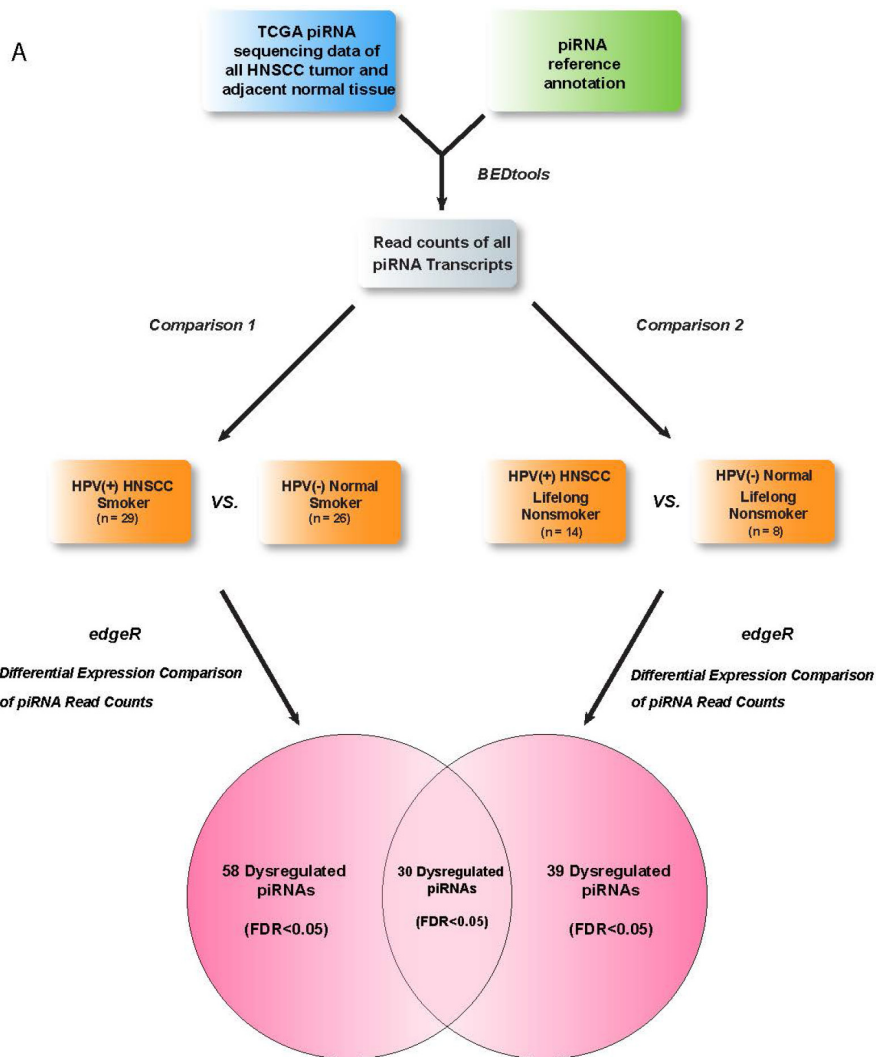 A
TCGA piRNA
sequencing data of
all HNSCC tumor and
adjacent normal tissue
piRNA
reference
annotation
BEDtools
Read counts of all
piRNA Transcripts
Comparison 1
Comparison 2
HPV(+) HNSCC
Smoker
(n = 29)
VS.
HPV(-) Normal
Smoker
(n = 26)
HPV(+) HNSCC
Lifelong
Nonsmoker
(n = 14)
VS.
HPV(-) Normal
Lifelong
Nonsmoker
(n = 8)
edgeR
Differential Expression Comparison
of piRNA Read Counts
edgeR
Differential Expression Comparison
of piRNA Read Counts
58 Dysregulated
piRNAs
(FDR<0.05)
30 Dysregulated
piRNAs
(FDR<0.05)
39 Dysregulated
piRNAs
(FDR<0.05)